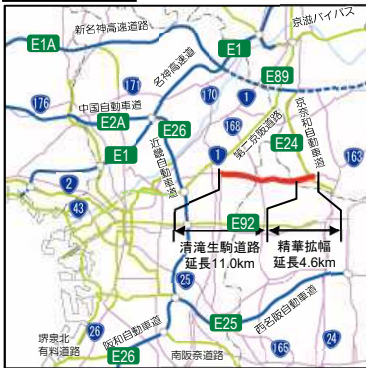 新名神高速道路
京滋バイパス
E1A
E1
名神高速道
E89
171
170
1
176
中国自動車道
E2A
E26
168
第二京阪道路
京奈和自動車道
E24
163
E1
近畿自動車道
1
2
43
E92
清滝生駒道路
延長11.0km
精華拡幅
延長4.6km
25
堺泉北
有料道路
26
阪和自動車道
E26
E25
西名阪自動車道
南阪奈道路
165
24